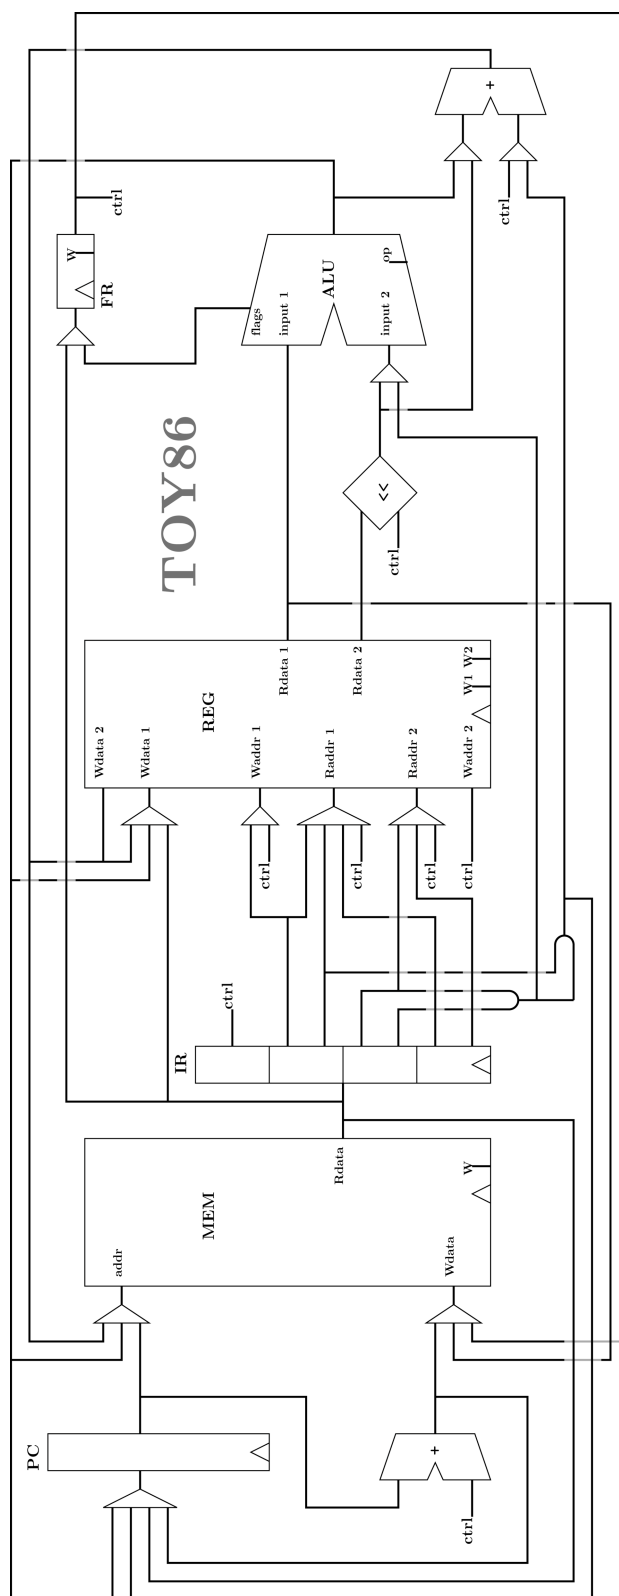 PC
+
ctrl
MEM
addr
Wdata
Rdata
W
IR
ctrl
REG
Wdata 2
Wdata 1
Waddr 1
Raddr 1
Raddr 2
Waddr 2
ctrl
ctrl
ctrl
ctrl
Rdata 1
Rdata 2
W1
W2
TOY86
<<
ctrl
FR
W
ctrl
ALU
flags
input 1
input 2
op
+
ctrl